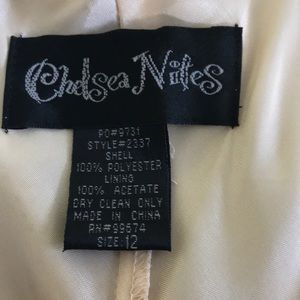 Chelsea Nites
PO#9731
STYLE#2337
SHELL
100% POLYESTER
LINING
100% ACETATE
DRY CLEAN ONLY
MADE IN CHINA
RN#99674
SIZE: 12